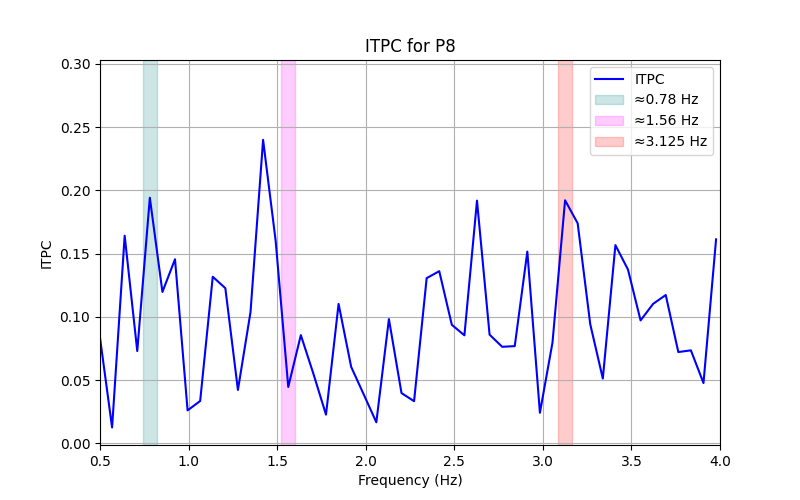 ITPC for P8
0.30
0.25
0.20
0.15
0.10
0.05
0.00
ITPC
0.5
1.0
1.5
2.0
2.5
3.0
3.5
4.0
Frequency (Hz)
ITPC
≈0.78 Hz
≈1.56 Hz
≈3.125 Hz